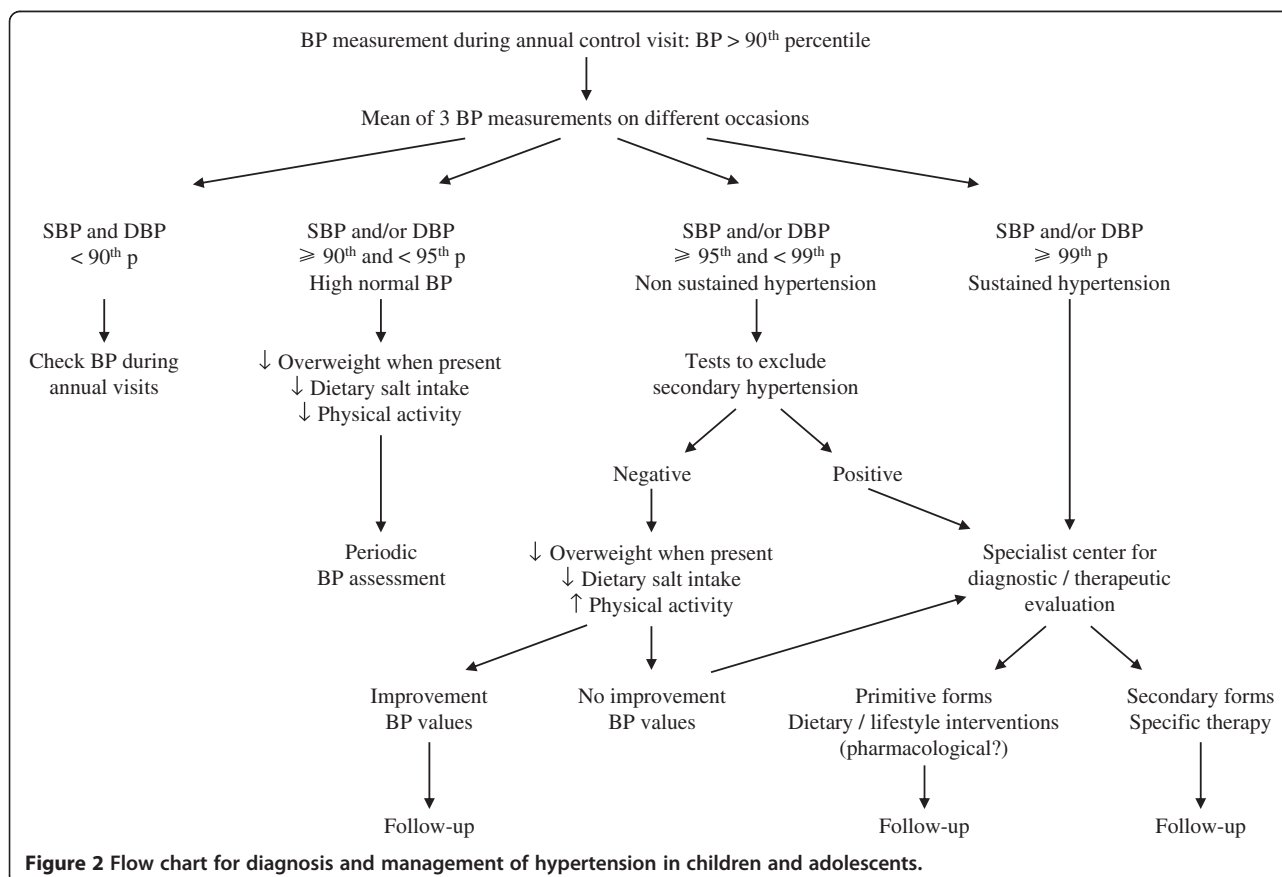 BP measurement during annual control visit: BP > 90th percentile
Mean of 3 BP measurements on different occasions
SBP and DBP
< 90th p
SBP and/or DBP
⩾ 90th and < 95th p
High normal BP
SBP and/or DBP
⩾ 95th and < 99th p
Non sustained hypertension
SBP and/or DBP
⩾ 99th p
Sustained hypertension
Check BP during
annual visits
↓ Overweight when present
↓ Dietary salt intake
↓ Physical activity
Tests to exclude
secondary hypertension
Negative
Positive
Periodic
BP assessment
↓ Overweight when present
↓ Dietary salt intake
↑ Physical activity
Specialist center for
diagnostic / therapeutic
evaluation
Improvement
BP values
No improvement
BP values
Primitive forms
Dietary / lifestyle interventions
(pharmacological?)
Secondary forms
Specific therapy
Follow-up
Follow-up
Follow-up
Figure 2 Flow chart for diagnosis and management of hypertension in children and adolescents.